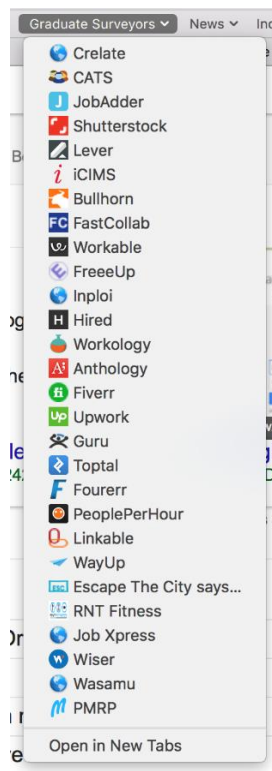 Graduate Surveyors News
Crelate
CATS
JobAdder
Shutterstock
Lever
iCIMS
Bullhorn
FastCollab
Workable
FreeeUp
Inploi
Hired
Workology
Anthology
Fiverr
Upwork
Guru
Toptal
Fourerr
PeoplePerHour
Linkable
WayUp
Escape The City says...
RNT Fitness
Job Xpress
Wiser
Wasamu
PMRP
Open in New Tabs